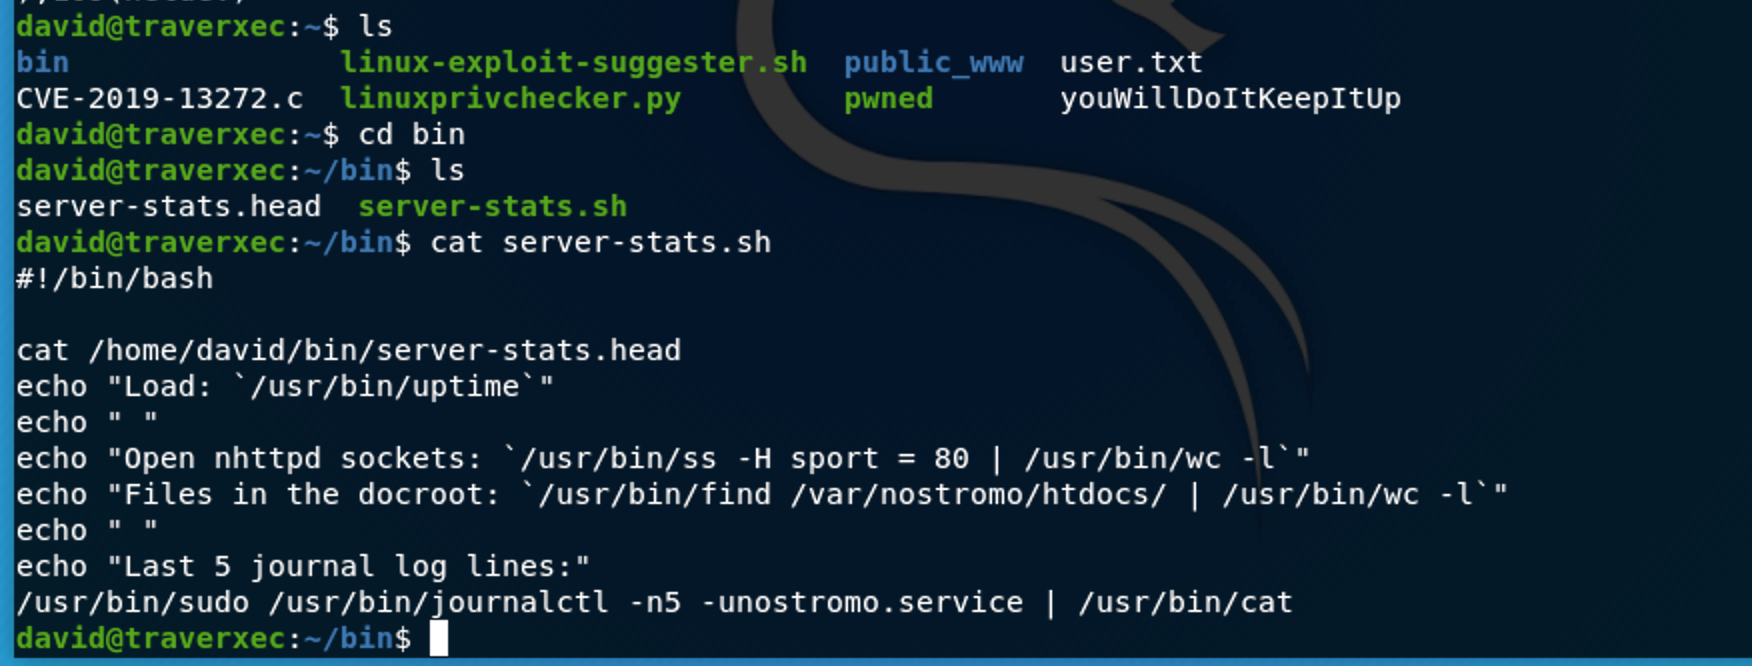 david@traverxec:~$ ls
bin               linux-exploit-suggester.sh  public_www  user.txt
CVE-2019-13272.c  linuxprivchecker.py         pwned       youWillDoItKeepItUp
david@traverxec:~$ cd bin
david@traverxec:~/bin$ ls
server-stats.head  server-stats.sh
david@traverxec:~/bin$ cat server-stats.sh
#!/bin/bash

cat /home/david/bin/server-stats.head
echo "Load: `/usr/bin/uptime`"
echo " "
echo "Open nhttpd sockets: `/usr/bin/ss -H sport = 80 | /usr/bin/wc -l`"
echo "Files in the docroot: `/usr/bin/find /var/nostromo/htdocs/ | /usr/bin/wc -l`"
echo " "
echo "Last 5 journal log lines:"
/usr/bin/sudo /usr/bin/journalctl -n5 -unostromo.service | /usr/bin/cat
david@traverxec:~/bin$